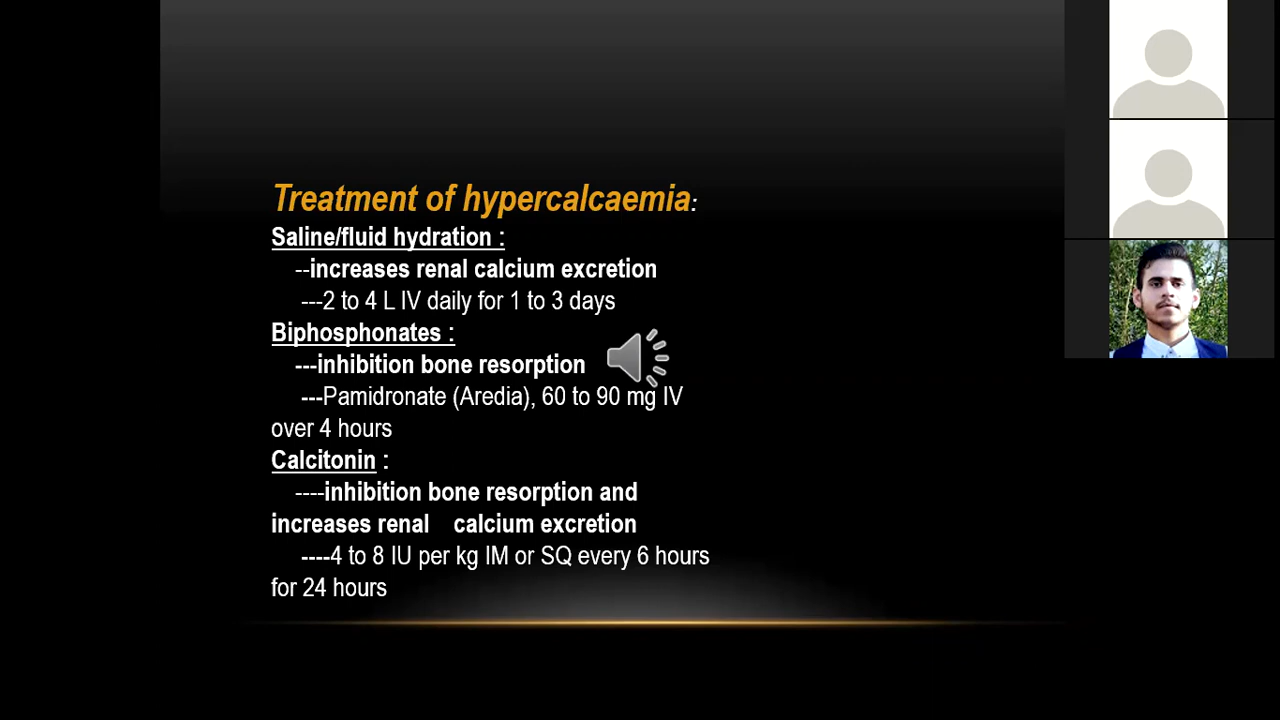 Treatment of hypercalcaemia:
Saline/fluid hydration :
--increases renal calcium excretion
---2 to 4 L IV daily for 1 to 3 days
Biphosphonates :
---inhibition bone resorption
---Pamidronate (Aredia), 60 to 90 mg IV
over 4 hours
Calcitonin :
----inhibition bone resorption and
increases renal calcium excretion
----4 to 8 IU per kg IM or SQ every 6 hours
for 24 hours